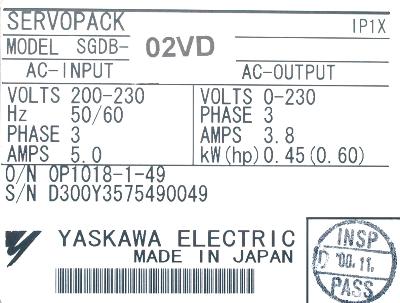 SERVOPACK IP1X
MODEL SGDB- 02VD
AC-INPUT AC-OUTPUT
VOLTS 200-230 VOLTS 0-230
Hz 50/60 PHASE 3
PHASE 3 AMPS 3.8
AMPS 5.0 kW(hp) 0.45(0.60)
O/N OP1018-1-49
S/N D300Y3575490049
YASKAWA ELECTRIC
MADE IN JAPAN
INSP
D '00.11.
PASS